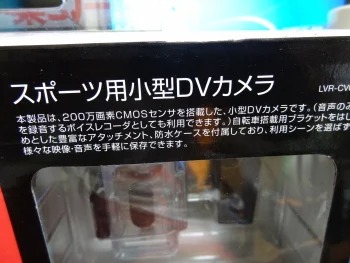 スポーツ用小型DVカメラ
LVR-CV
本製品は、200万画素CMOSセンサを搭載した、小型DVカメラです。(音声のみ
を録音するボイスレコーダとしても利用できます。)自転車搭載用ブラケットをはじ
めとした豊富なアタッチメント、防水ケースを付属しており、利用シーンを選ばず
様々な映像・音声を手軽に保存できます。